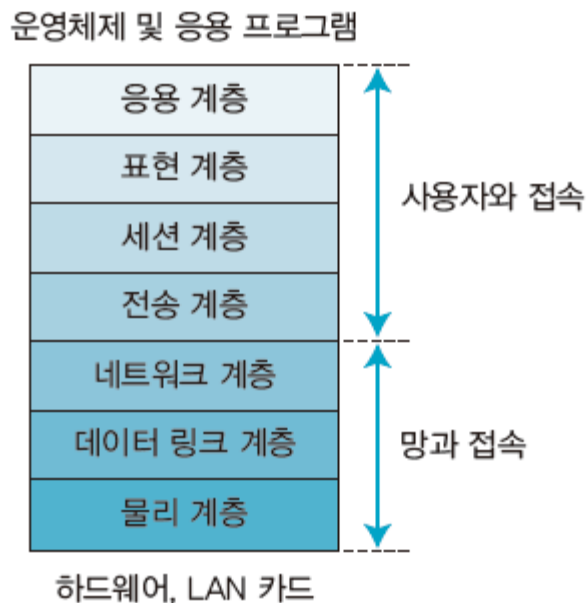 운영체제 및 응용 프로그램
응용 계층
표현 계층
세션 계층
전송 계층
사용자와 접속
네트워크 계층
데이터 링크 계층
물리 계층
망과 접속
하드웨어, LAN 카드